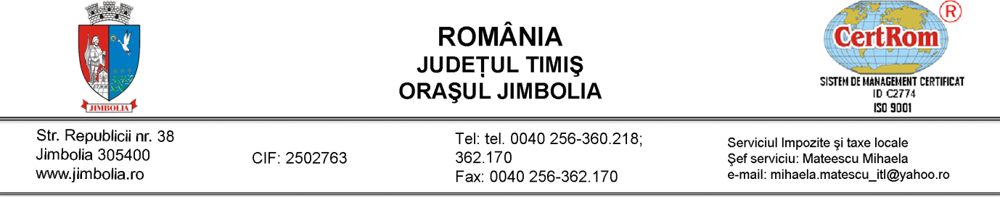 JIMBOLIA
ROMÂNIA
JUDEȚUL TIMIŞ
ORAŞUL JIMBOLIA
CertRom ®
SISTEM DE MANAGEMENT CERTIFICAT
ID C2774
ISO 9001
Str. Republicii nr. 38
Jimbolia 305400
www.jimbolia.ro
CIF: 2502763
Tel: tel. 0040 256-360.218;
362.170
Fax: 0040 256-362.170
Serviciul Impozite şi taxe locale
Şef serviciu: Mateescu Mihaela
e-mail: mihaela.matescu_itl@yahoo.ro